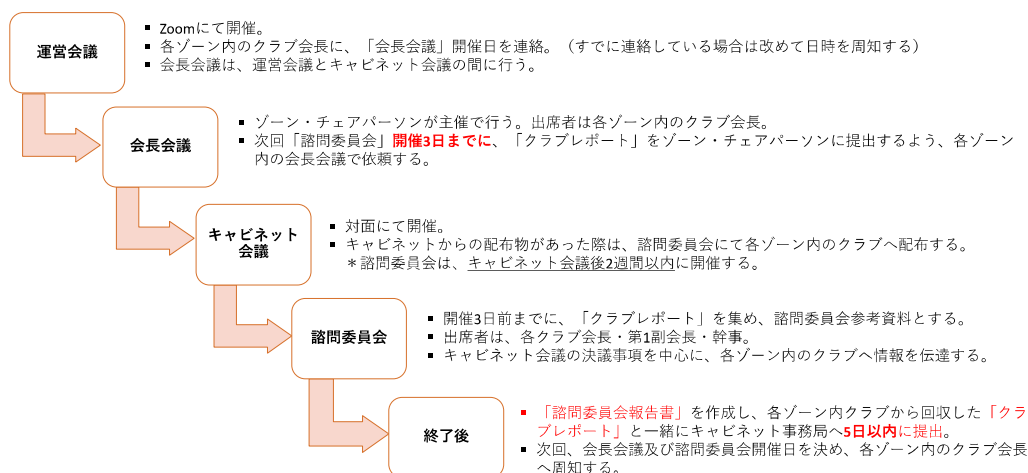 運営会議
▪ Zoomにて開催。
▪ 各ゾーン内のクラブ会長に、「会長会議」開催日を連絡。（すでに連絡している場合は改めて日時を周知する）
▪ 会長会議は、運営会議とキャビネット会議の間に行う。
会長会議
▪ ゾーン・チェアパーソンが主催で行う。出席者は各ゾーン内のクラブ会長。
▪ 次回「諮問委員会」開催3日までに、「クラブレポート」をゾーン・チェアパーソンに提出するよう、各ゾーン
内の会長会議で依頼する。
キャビネット
会議
▪ 対面にて開催。
▪ キャビネットからの配布物があった際は、諮問委員会にて各ゾーン内のクラブへ配布する。
＊諮問委員会は、キャビネット会議後2週間以内に開催する。
諮問委員会
▪ 開催3日前までに、「クラブレポート」を集め、諮問委員会参考資料とする。
▪ 出席者は、各クラブ会長・第1副会長・幹事。
▪ キャビネット会議の決議事項を中心に、各ゾーン内のクラブへ情報を伝達する。
終了後
▪ 「諮問委員会報告書」を作成し、各ゾーン内クラブから回収した「クラ
ブレポート」と一緒にキャビネット事務局へ5日以内に提出。
▪ 次回、会長会議及び諮問委員会開催日を決め、各ゾーン内のクラブ会長
へ周知する。